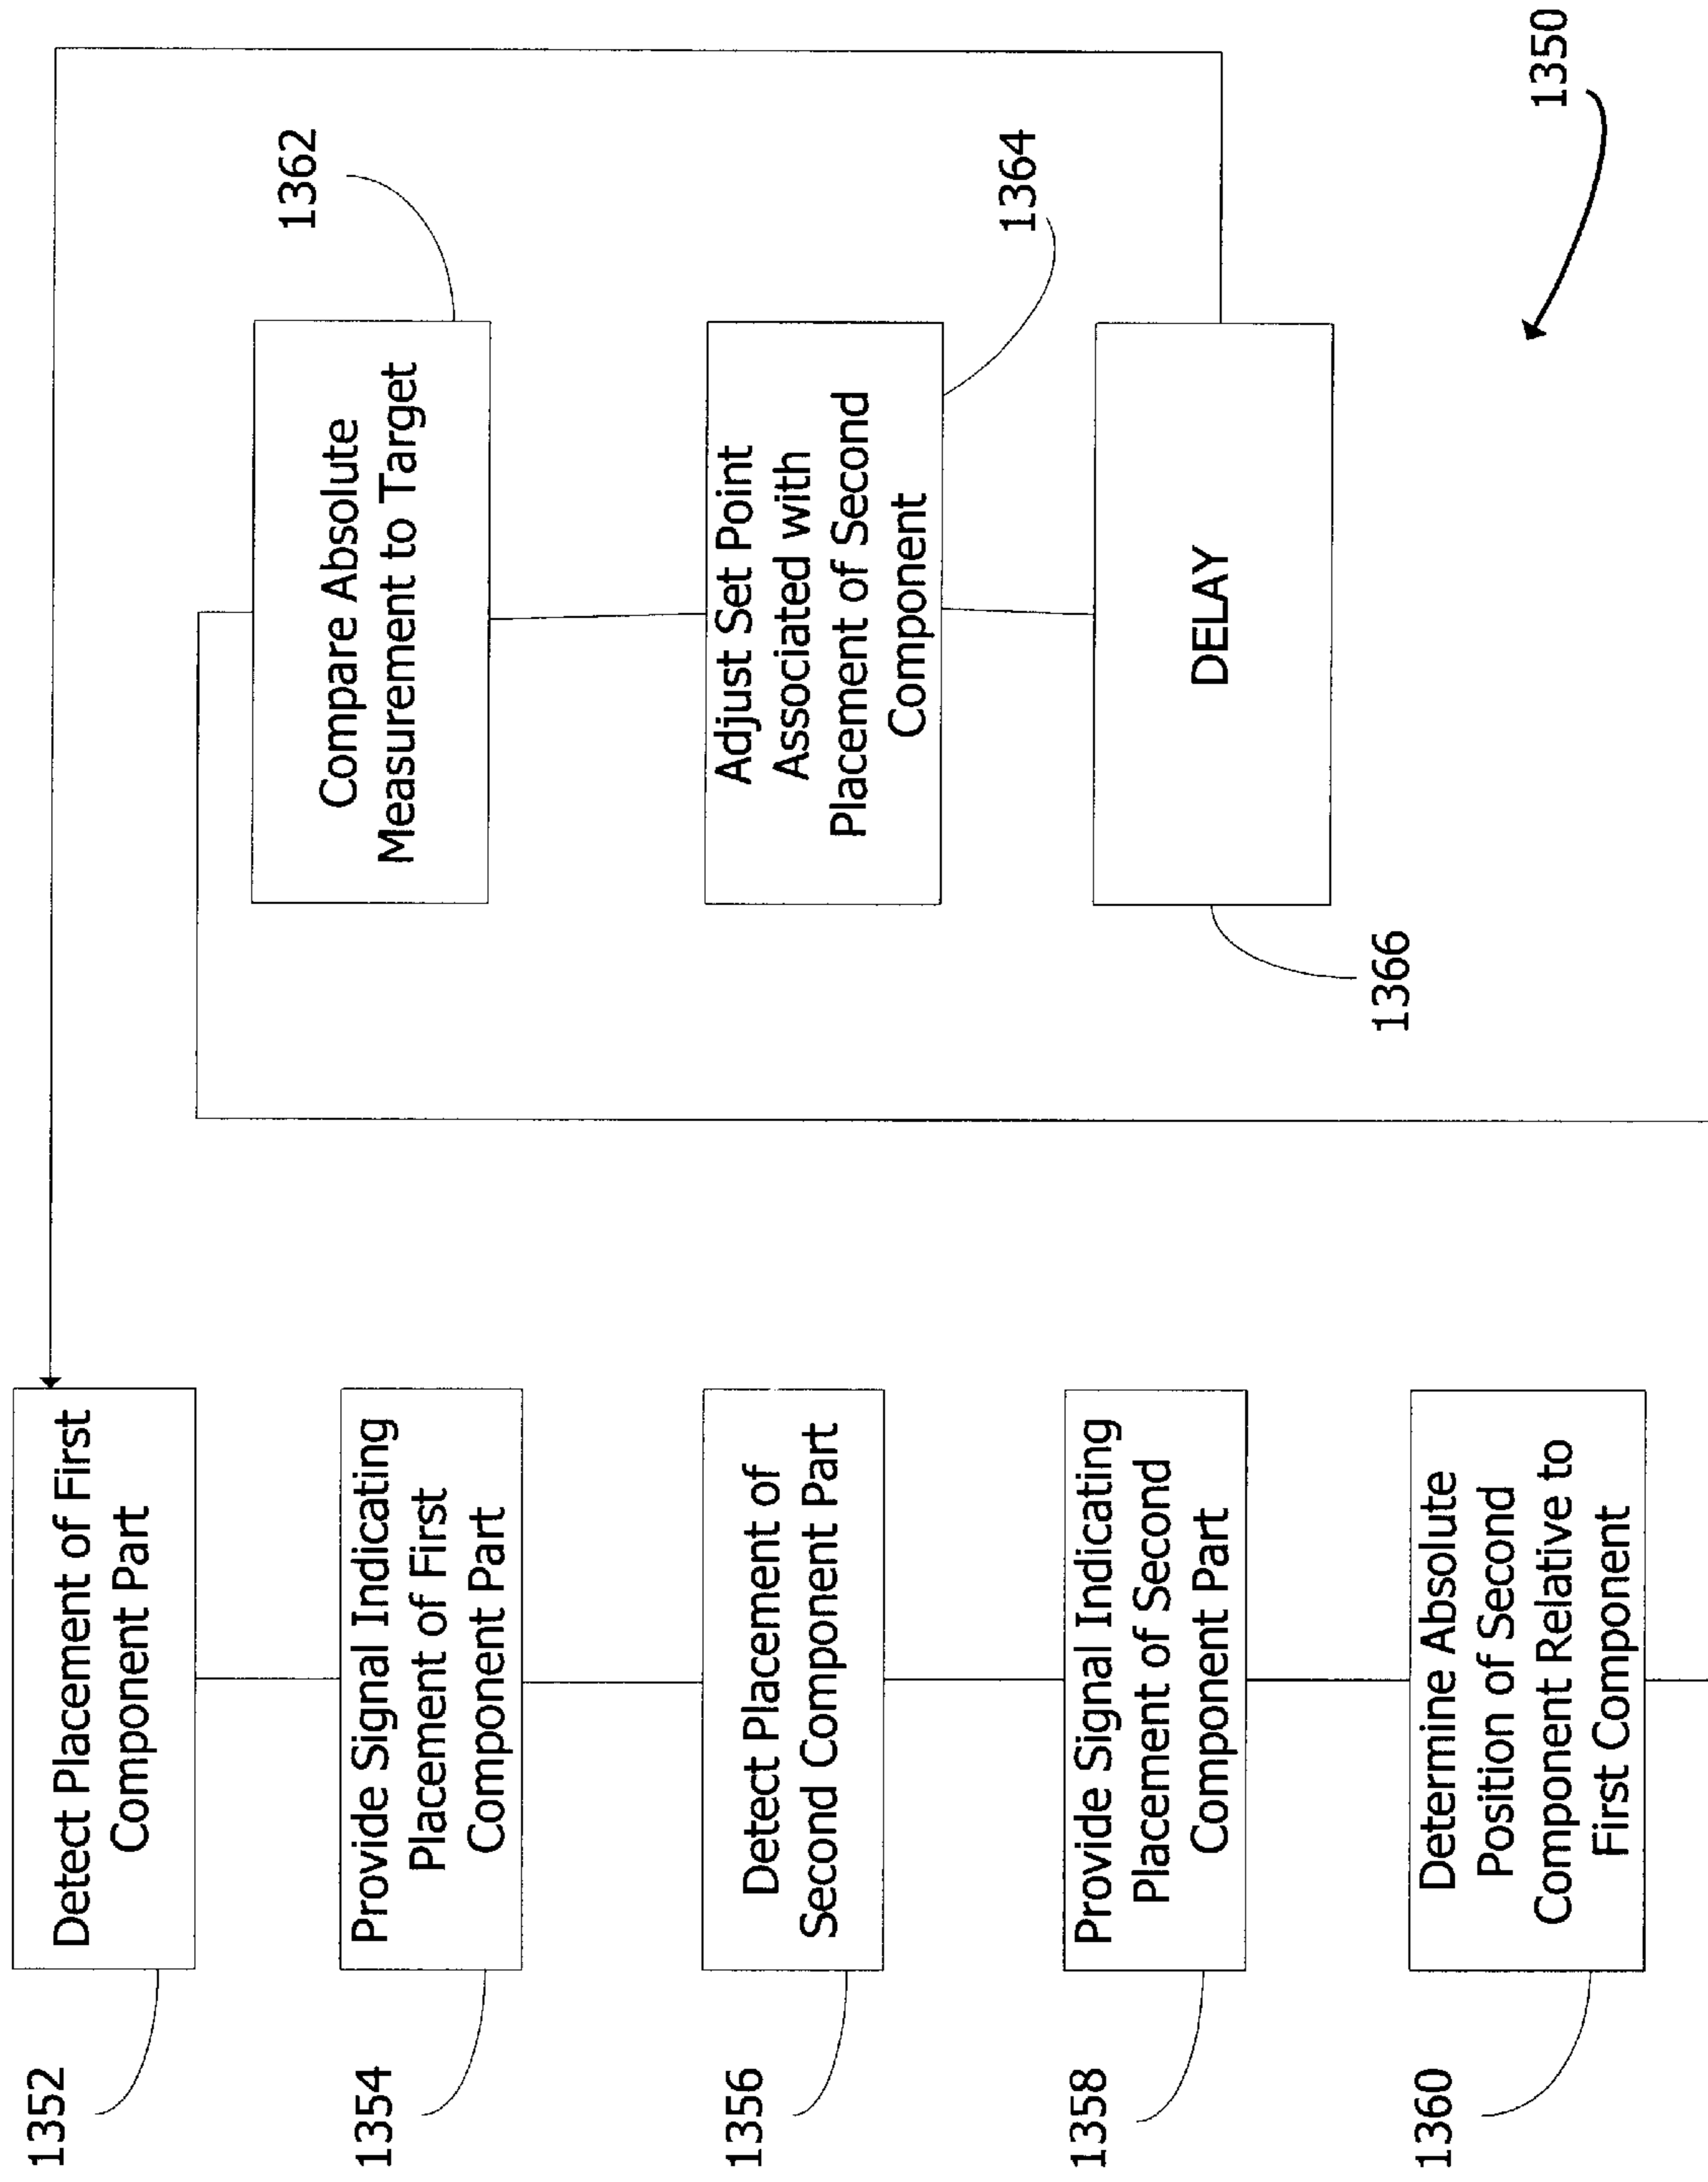 1352
Detect Placement of First
Component Part
1354
Provide Signal Indicating
Placement of First
Component Part
1356
Detect Placement of
Second Component Part
1358
Provide Signal Indicating
Placement of Second
Component Part
1360
Determine Absolute
Position of Second
Component Relative to
First Component
Compare Absolute
Measurement to Target
1362
Adjust Set Point
Associated with
Placement of Second
Component
1364
DELAY
1366
1350